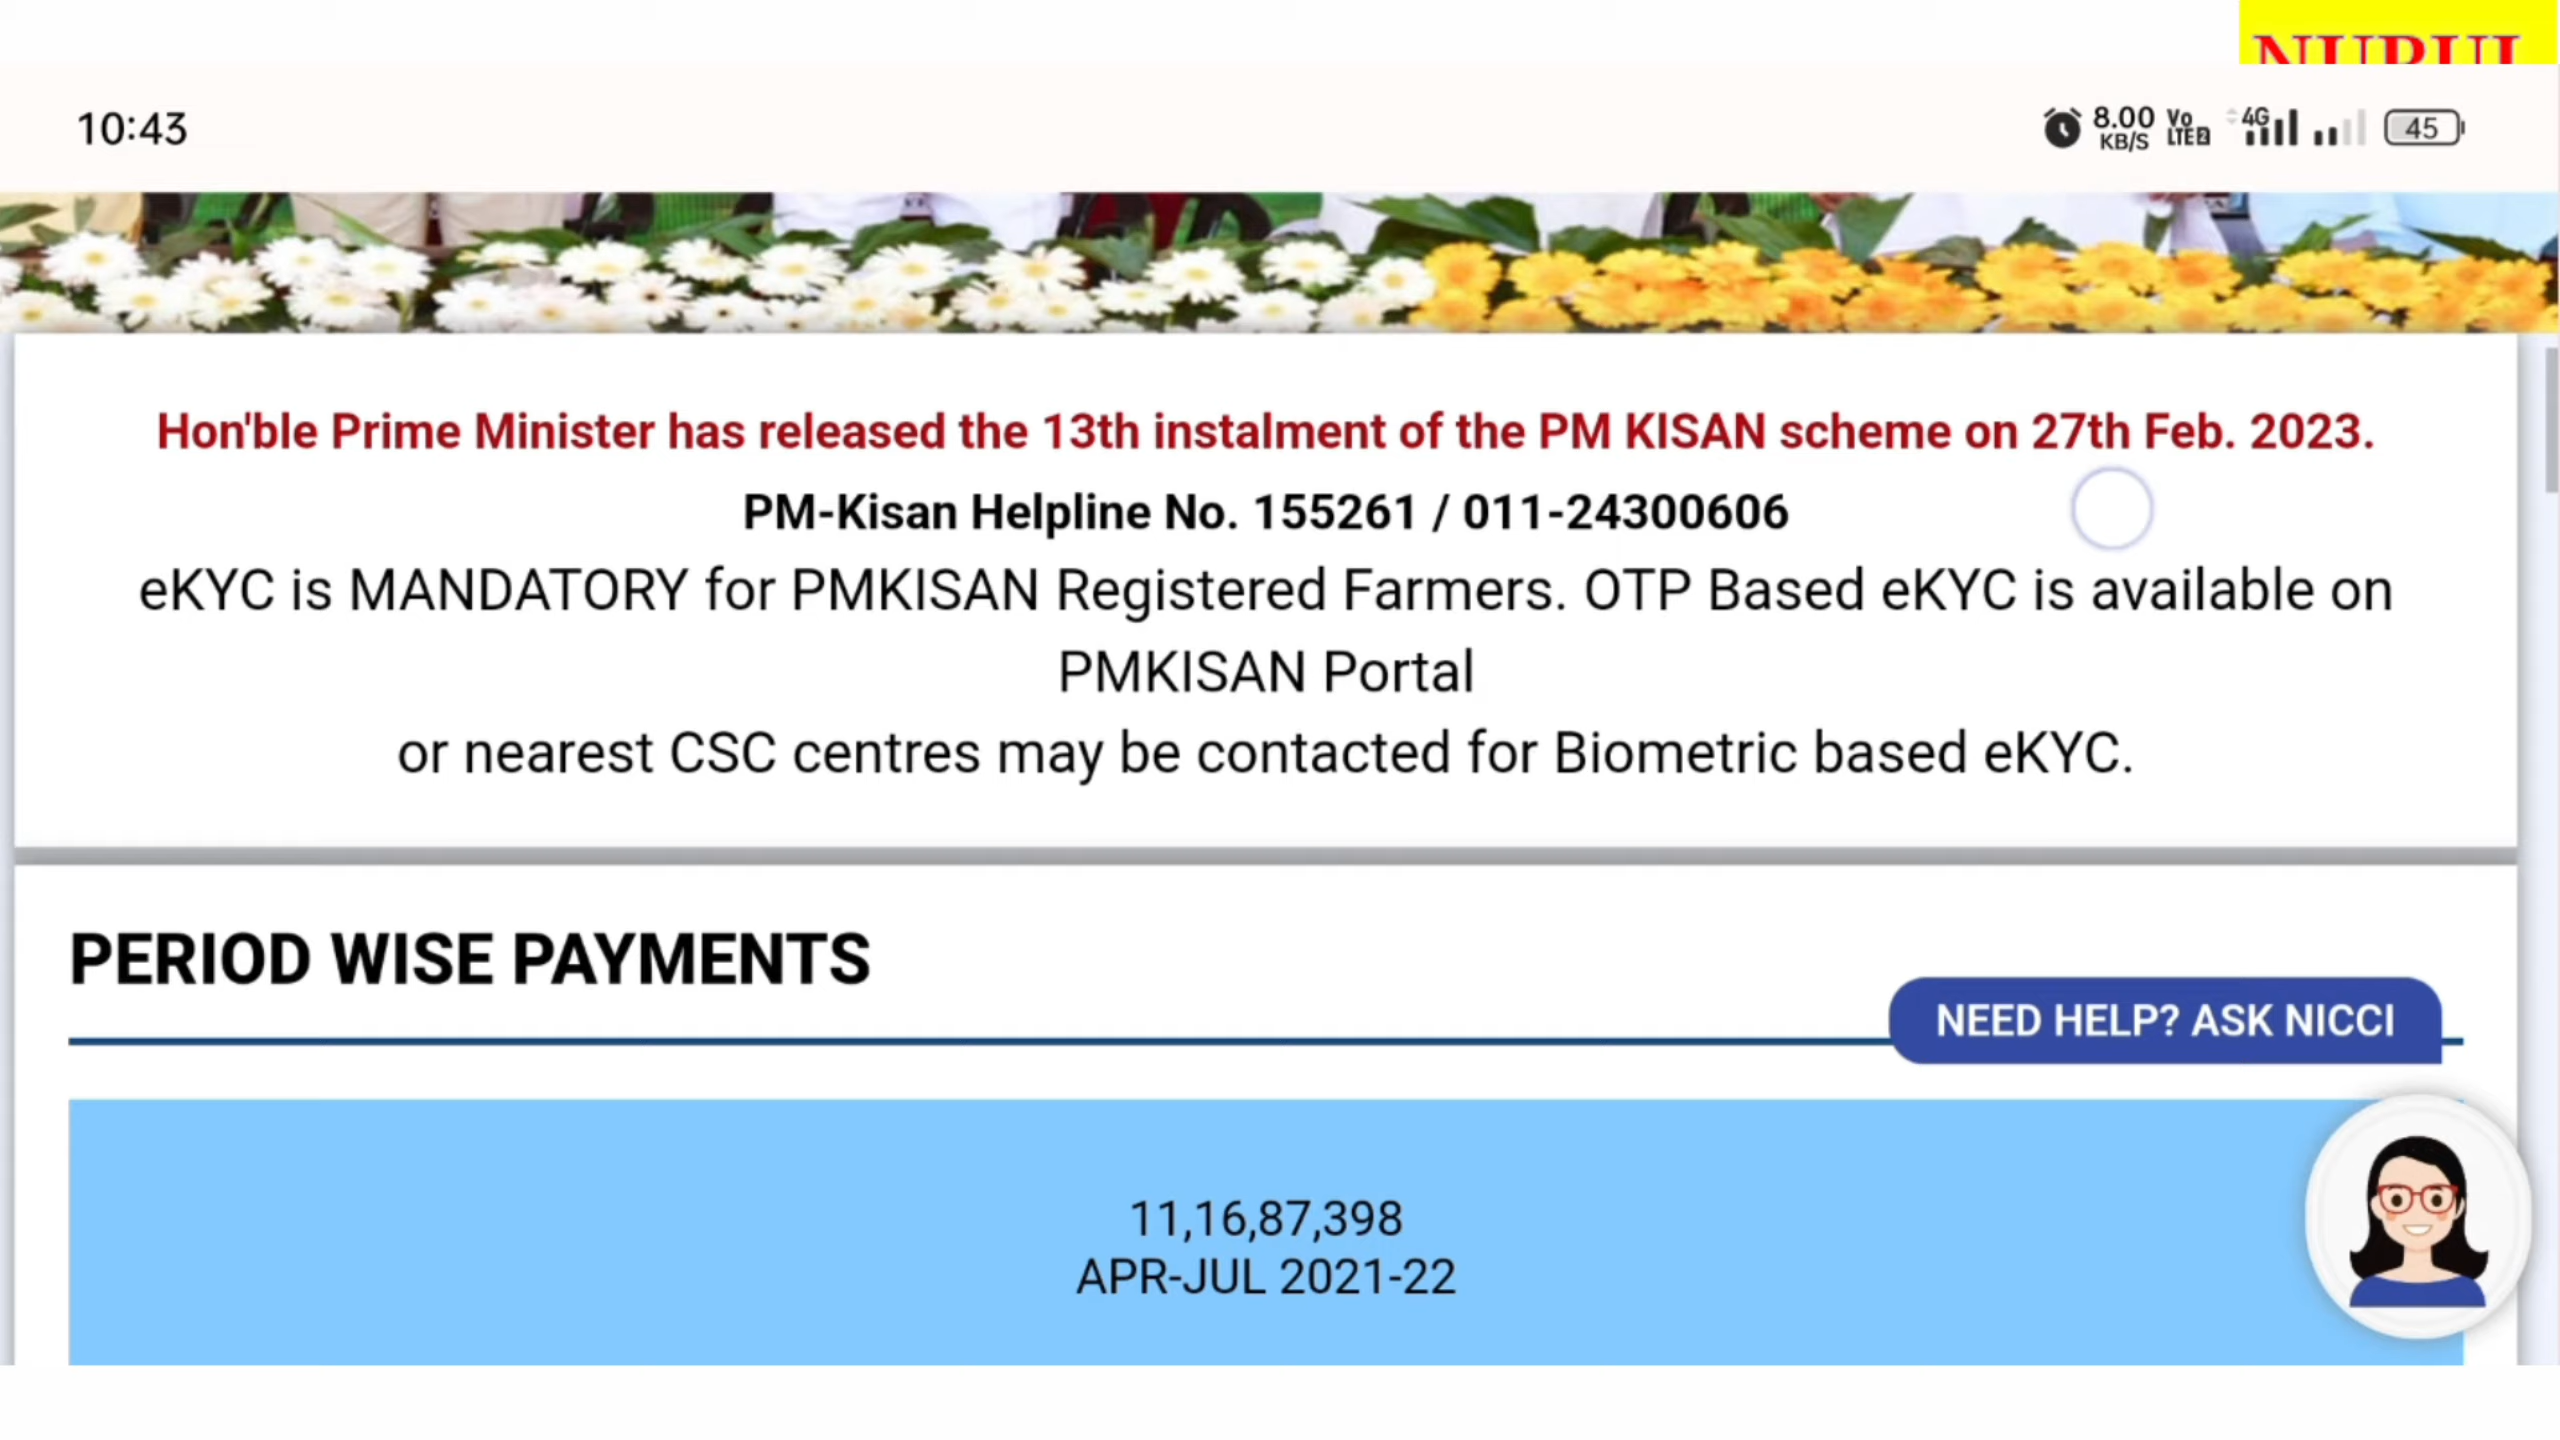 10:43
8.00 KB/S Vo LTE 2 4G 45
Hon'ble Prime Minister has released the 13th instalment of the PM KISAN scheme on 27th Feb. 2023.
PM-Kisan Helpline No. 155261 / 011-24300606
eKYC is MANDATORY for PMKISAN Registered Farmers. OTP Based eKYC is available on
PMKISAN Portal
or nearest CSC centres may be contacted for Biometric based eKYC.
PERIOD WISE PAYMENTS
NEED HELP? ASK NICCI
11,16,87,398
APR-JUL 2021-22